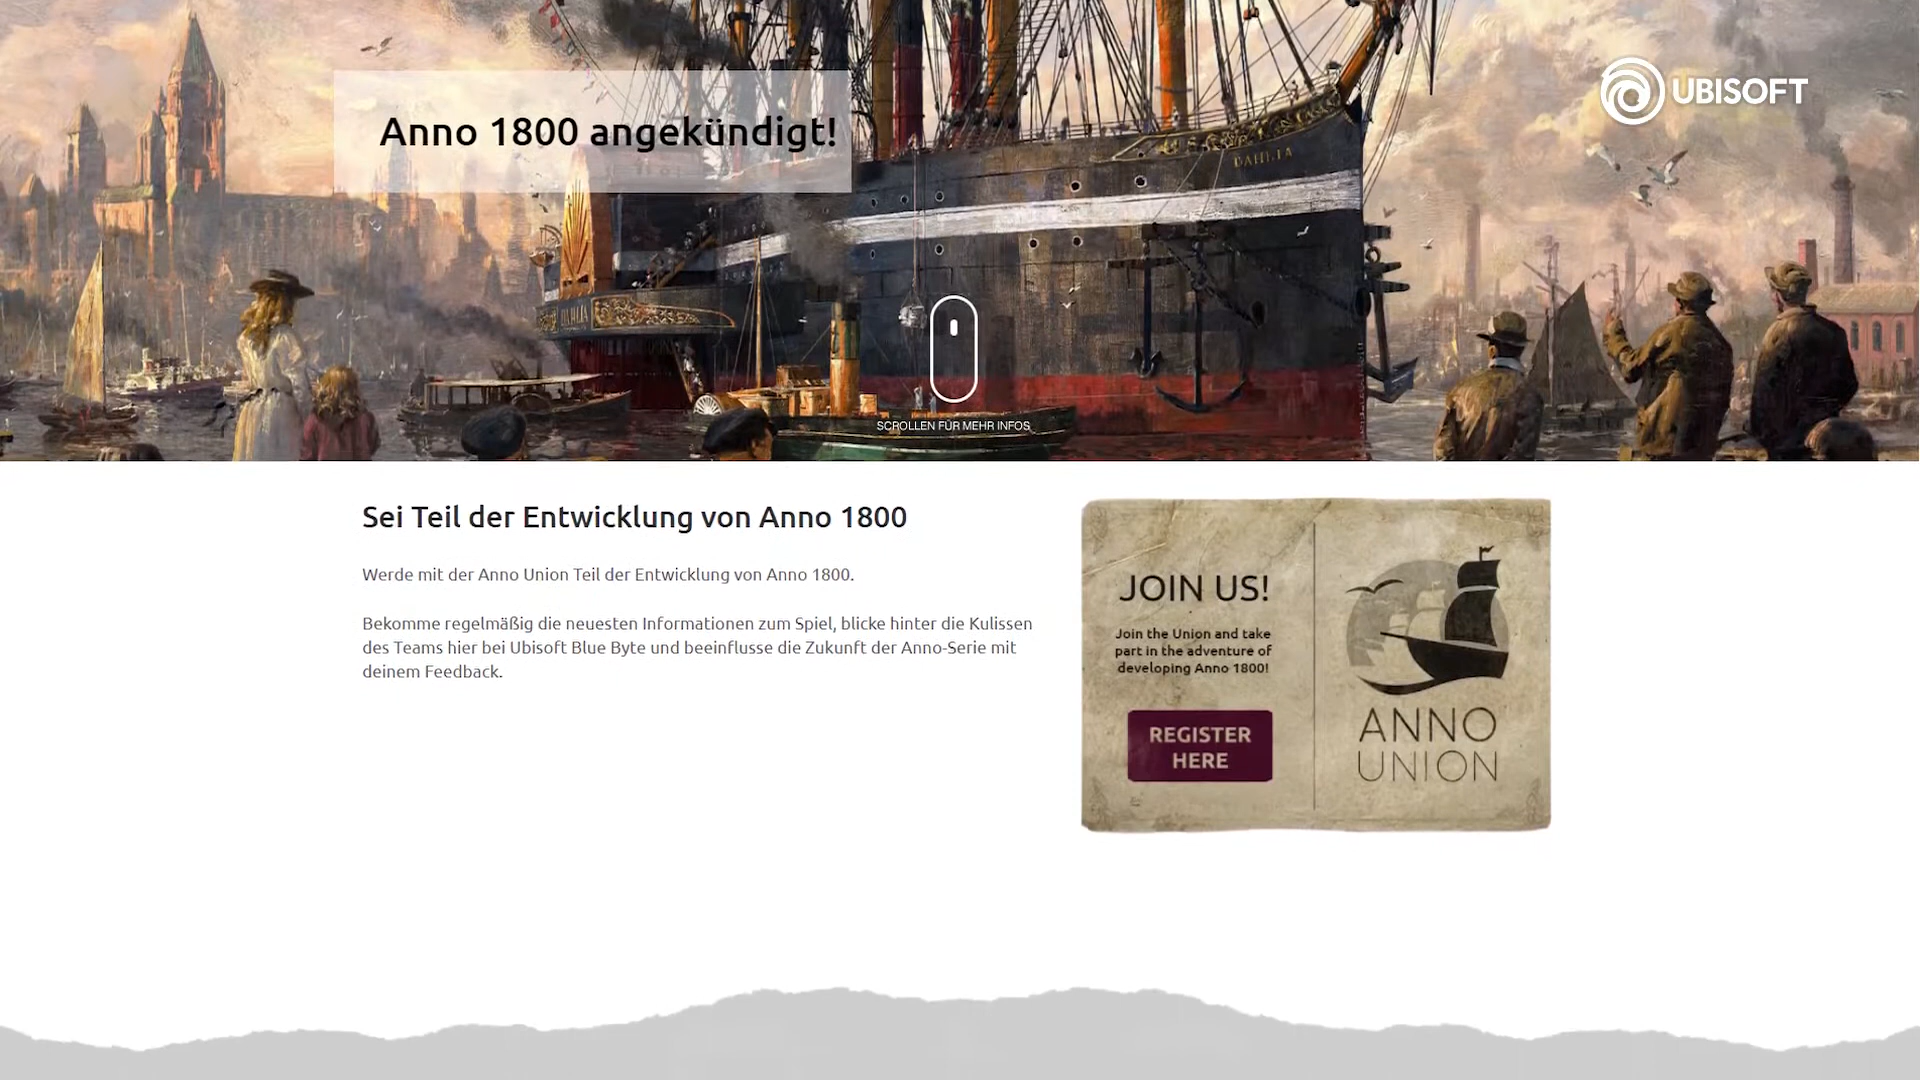 Anno 1800 angekündigt!
UBISOFT
DAHLIA
DAHLIA
SCROLLEN FÜR MEHR INFOS
Sei Teil der Entwicklung von Anno 1800
Werde mit der Anno Union Teil der Entwicklung von Anno 1800.
Bekomme regelmäßig die neuesten Informationen zum Spiel, blicke hinter die Kulissen
des Teams hier bei Ubisoft Blue Byte und beeinflusse die Zukunft der Anno-Serie mit
deinem Feedback.
JOIN US!
Join the Union and take
part in the adventure of
developing Anno 1800!
REGISTER
HERE
ANNO
UNION